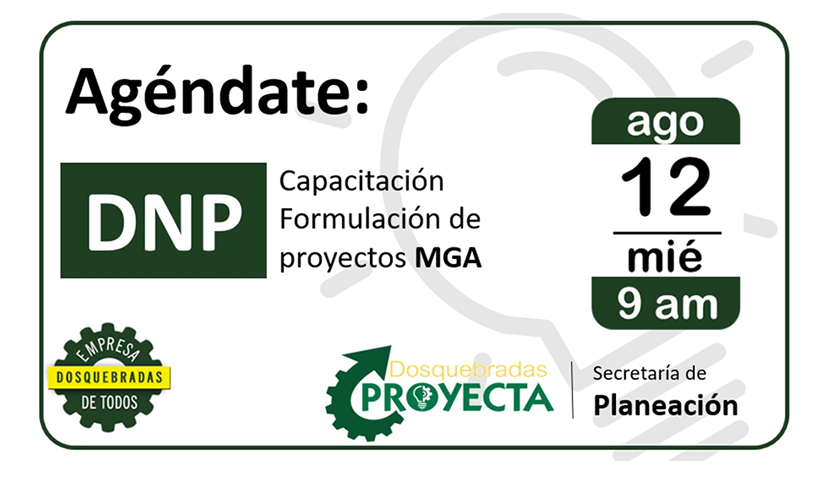 Agéndate:
DNP
Capacitación
Formulación de
proyectos MGA
ago
12
mié
9 am
EMPRESA
DOSQUEBRADAS
DE TODOS
Dosquebradas
PROYECTA
Secretaría de
Planeación